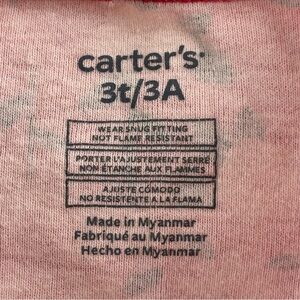 carter's
3t/3A
WEAR SNUG FITTING
NOT FLAME RESISTANT
PORTER L'AJUSTEMENT SERRÉ
NON ÉTANCHE AUX FLAMMES
AJUSTE CÓMODO
NO RESISTENTE A LA FLAMA
Made in Myanmar
Fabriqué au Myanmar
Hecho en Myanmar